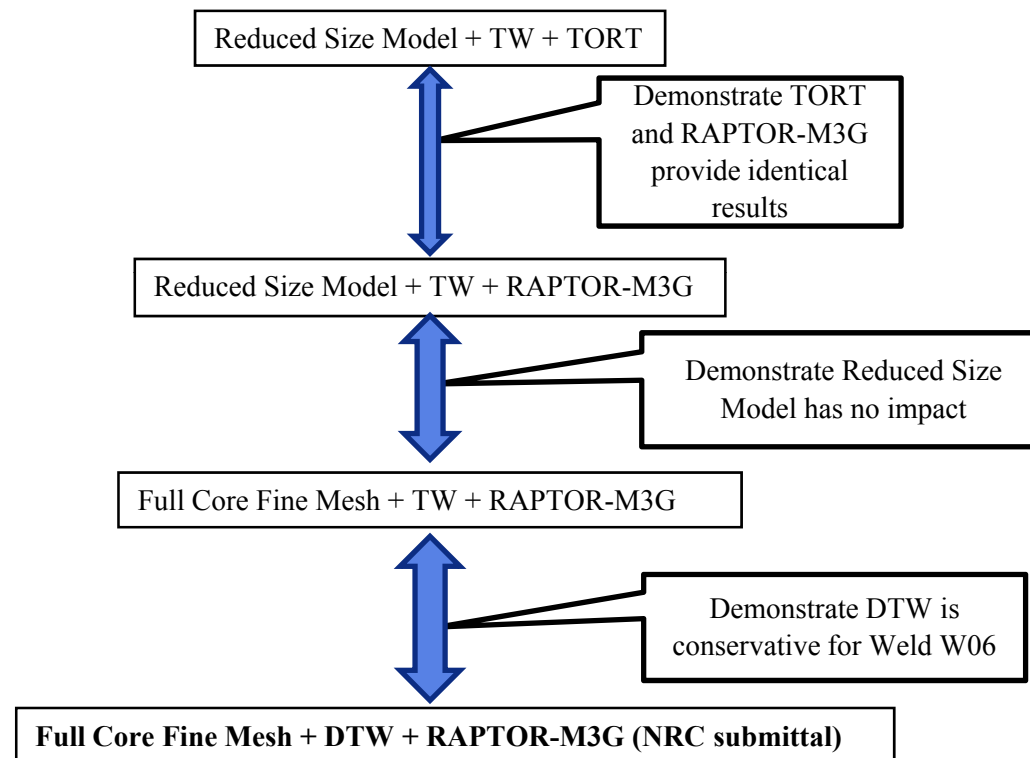 Reduced Size Model + TW + TORT
Demonstrate TORT
and RAPTOR-M3G
provide identical
results
Reduced Size Model + TW + RAPTOR-M3G
Demonstrate Reduced Size
Model has no impact
Full Core Fine Mesh + TW + RAPTOR-M3G
Demonstrate DTW is
conservative for Weld W06
Full Core Fine Mesh + DTW + RAPTOR-M3G (NRC submittal)